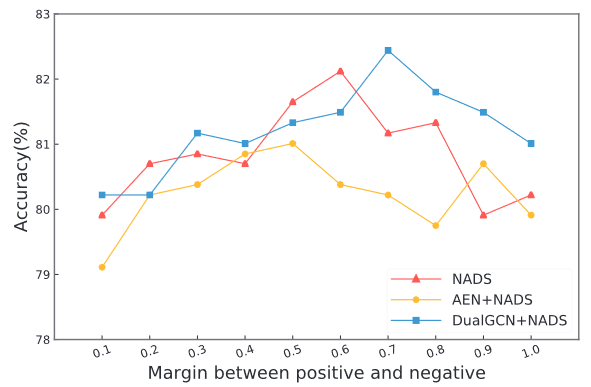 83
82
81
80
79
78
Accuracy(%)
NADS
AEN+NADS
DualGCN+NADS
0.1 0.2 0.3 0.4 0.5 0.6 0.7 0.8 0.9 1.0
Margin between positive and negative